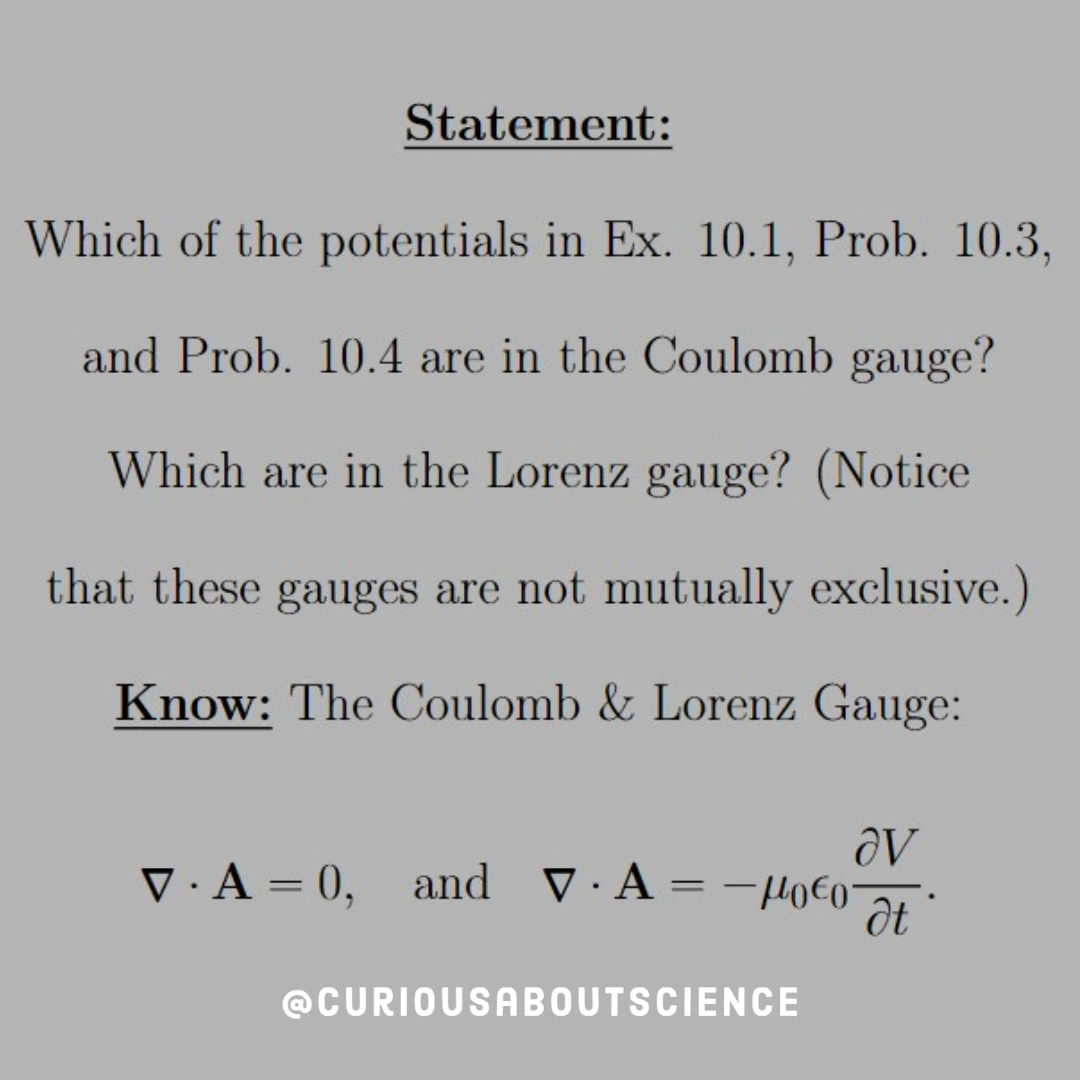 Statement:
Which of the potentials in Ex. 10.1, Prob. 10.3,
and Prob. 10.4 are in the Coulomb gauge?
Which are in the Lorenz gauge? (Notice
that these gauges are not mutually exclusive.)
Know: The Coulomb & Lorenz Gauge:
∇ · A = 0, and ∇ · A = −μ₀ϵ₀ ∂V/∂t.
@CURIOUSABOUTSCIENCE